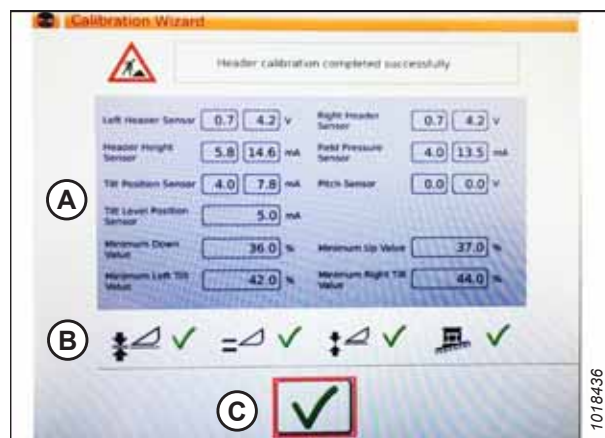 Calibration Wizard
Header calibration completed successfully
Left Header Sensor 0.7 4.2 v Right Header Sensor 0.7 4.2 v
Header Height Sensor 5.8 14.6 mA Field Pressure Sensor 4.0 13.5 mA
Tilt Position Sensor 4.0 7.8 mA Pitch Sensor 0.0 0.0 v
Tilt Level Position Sensor 5.0 mA
Minimum Down Value 36.0 % Minimum Up Value 37.0 %
Minimum Left Tilt Value 42.0 % Minimum Right Tilt Value 44.0 %
A
B
C
1018436